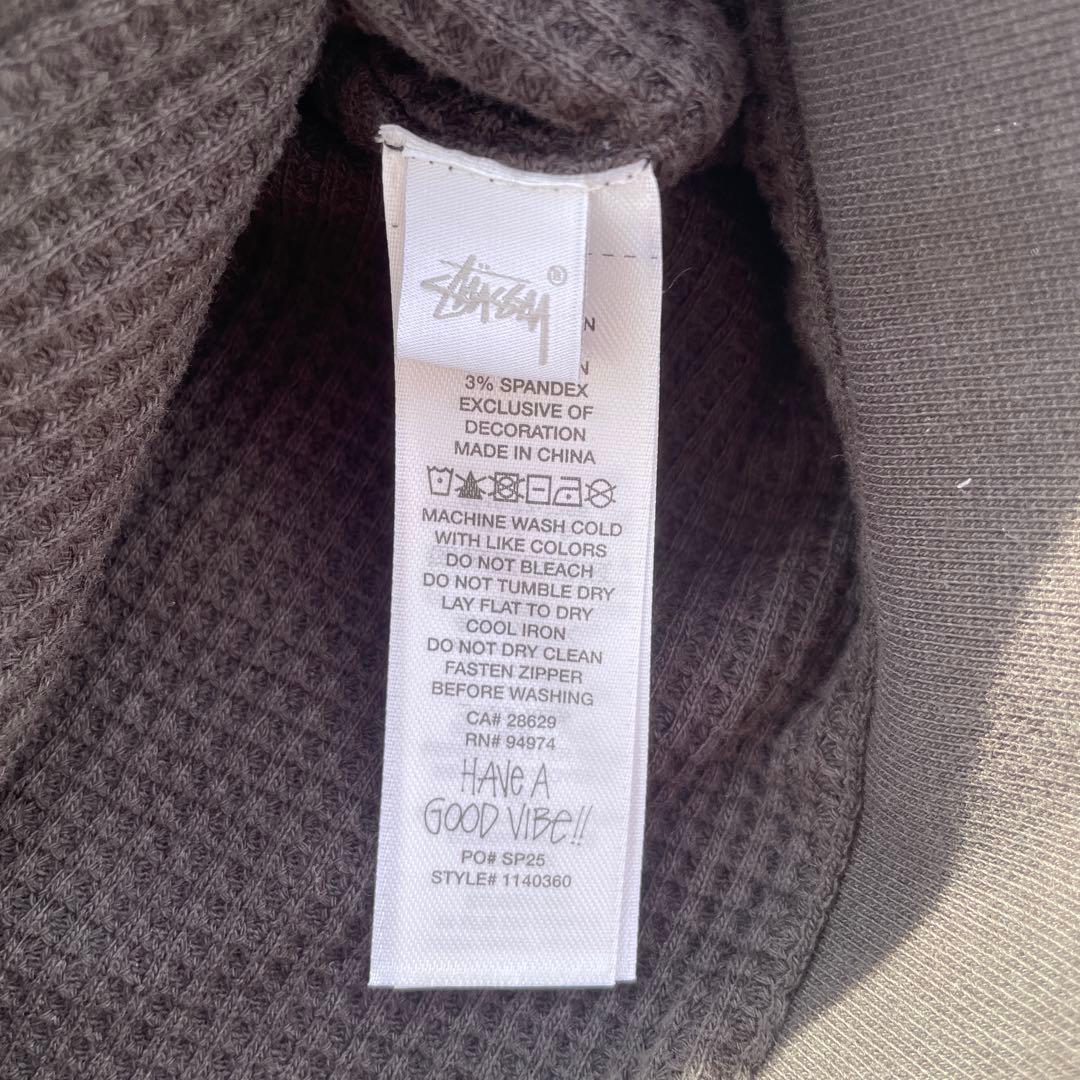 STÜSSY®
N
N
3% SPANDEX
EXCLUSIVE OF
DECORATION
MADE IN CHINA
MACHINE WASH COLD
WITH LIKE COLORS
DO NOT BLEACH
DO NOT TUMBLE DRY
LAY FLAT TO DRY
COOL IRON
DO NOT DRY CLEAN
FASTEN ZIPPER
BEFORE WASHING
CA# 28629
RN# 94974
HAVE A
GOOD VIBE!!
PO# SP25
STYLE# 1140360